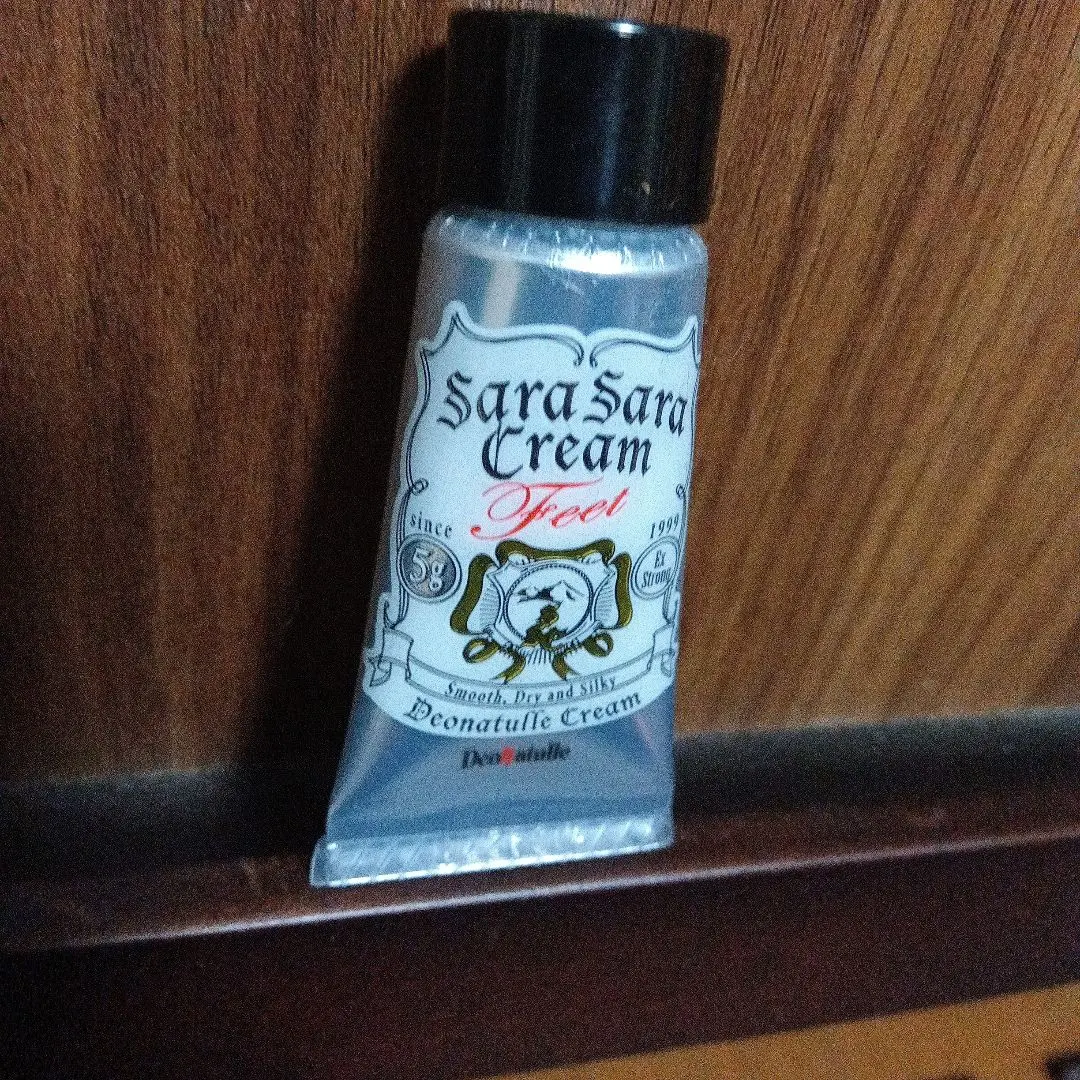 Sara Sara
Cream
Feet
since 1999
5g
Ex
Strong
Smooth, Dry and Silky
Deonatulle Cream
Deonatulle